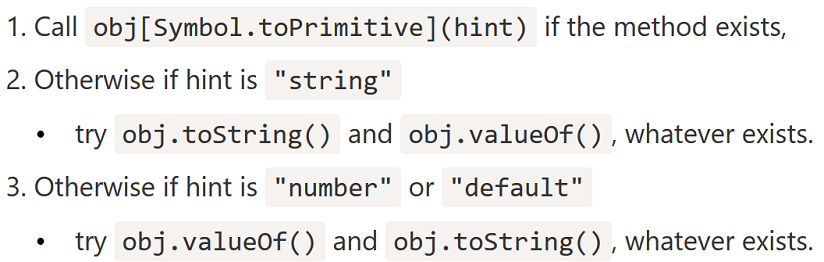 1. Call obj[Symbol.toPrimitive](hint) if the method exists,
2. Otherwise if hint is "string"
• try obj.toString() and obj.valueOf(), whatever exists.
3. Otherwise if hint is "number" or "default"
• try obj.valueOf() and obj.toString(), whatever exists.